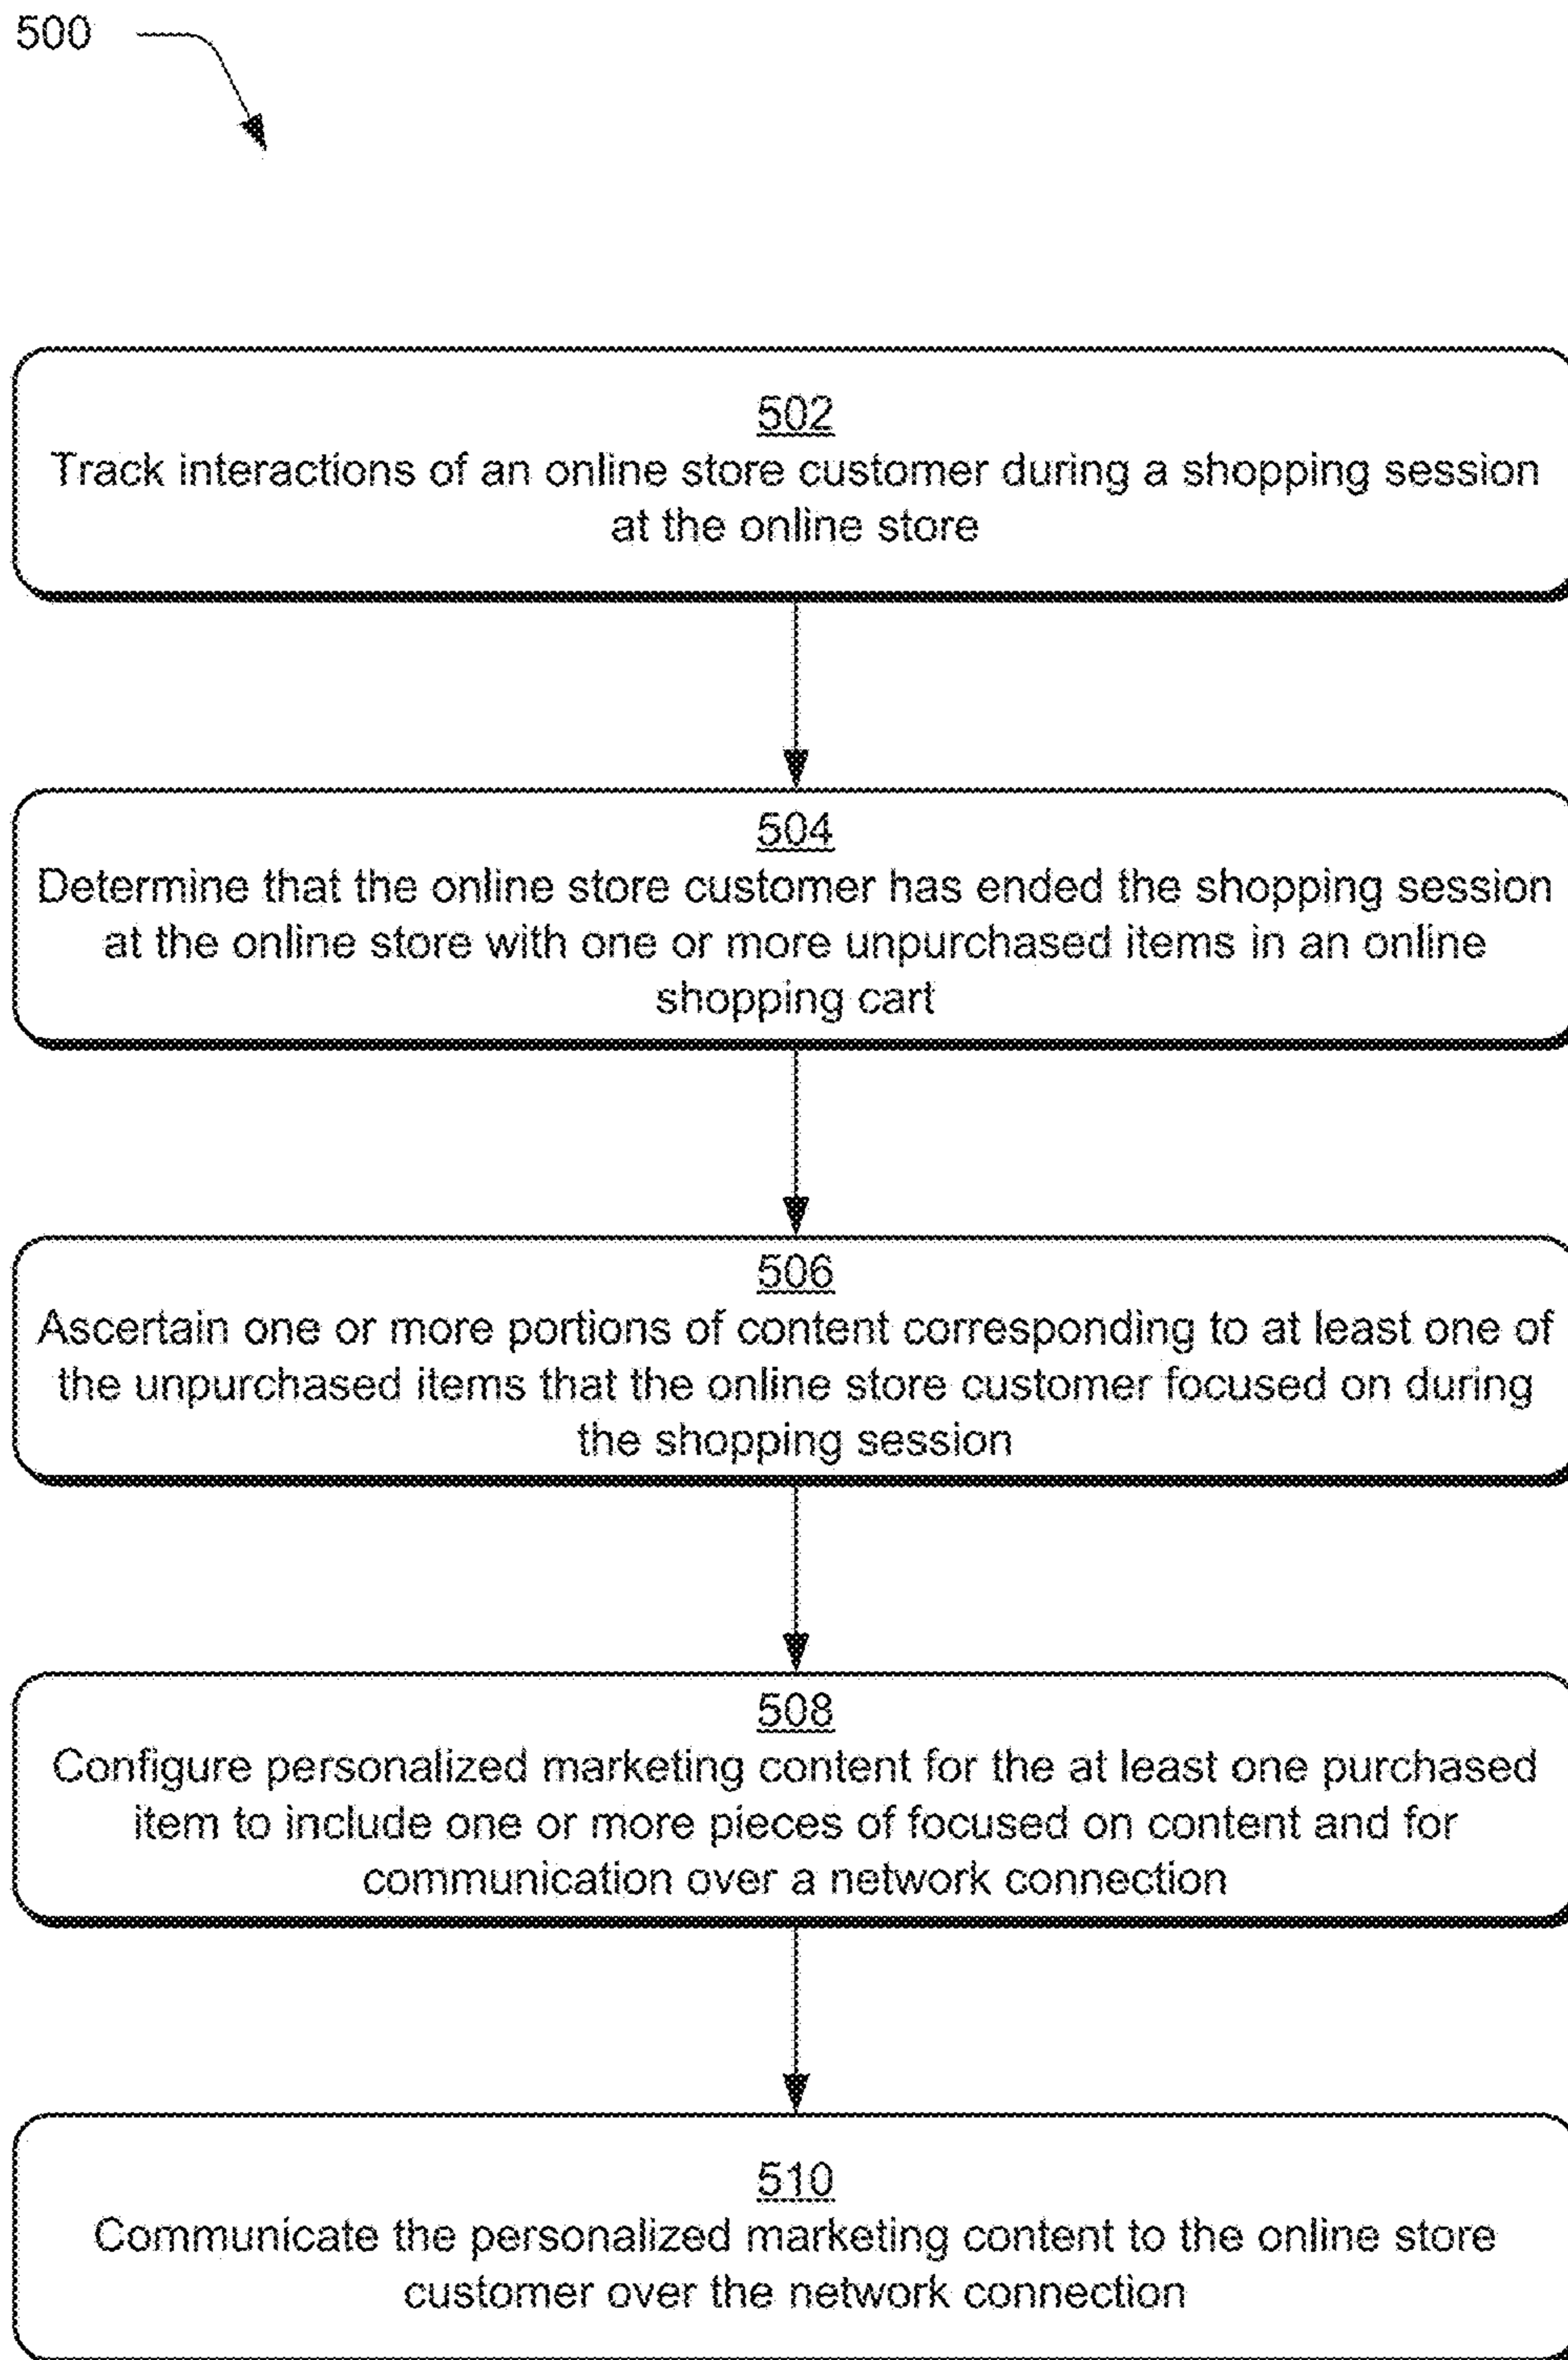 500
502
Track interactions of an online store customer during a shopping session
at the online store
504
Determine that the online store customer has ended the shopping session
at the online store with one or more unpurchased items in an online
shopping cart
506
Ascertain one or more portions of content corresponding to at least one of
the unpurchased items that the online store customer focused on during
the shopping session
508
Configure personalized marketing content for the at least one purchased
item to include one or more pieces of focused on content and for
communication over a network connection
510
Communicate the personalized marketing content to the online store
customer over the network connection